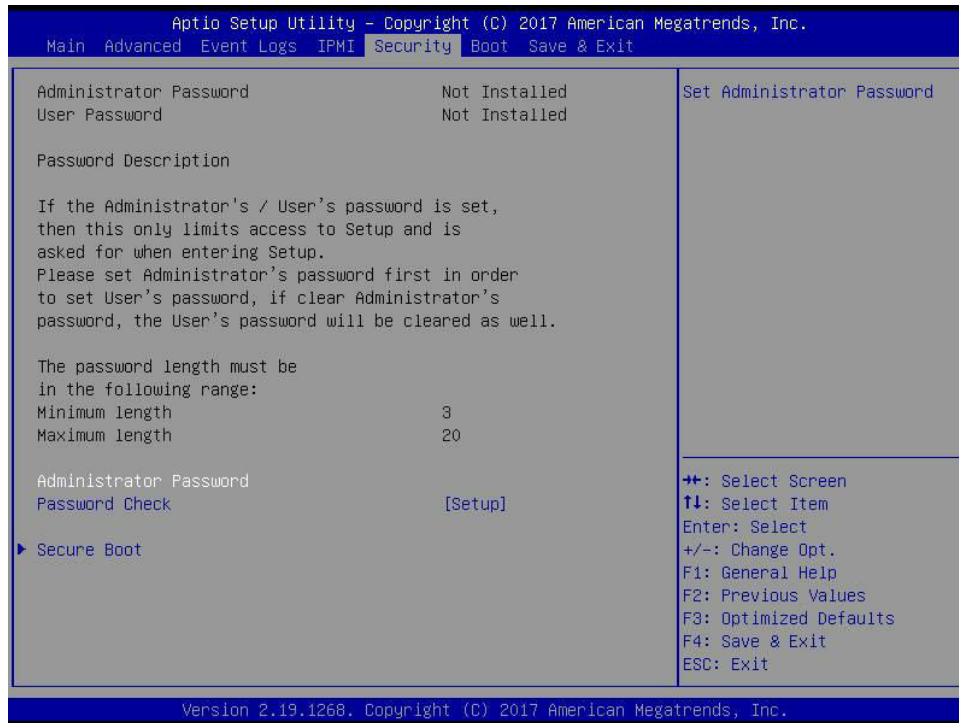 Aptio Setup Utility – Copyright (C) 2017 American Megatrends, Inc.
Main Advanced Event Logs IPMI Security Boot Save & Exit
Administrator Password Not Installed
User Password Not Installed
Password Description
If the Administrator's / User's password is set,
then this only limits access to Setup and is
asked for when entering Setup.
Please set Administrator's password first in order
to set User's password, if clear Administrator's
password, the User's password will be cleared as well.
The password length must be
in the following range:
Minimum length 3
Maximum length 20
Administrator Password
Password Check [Setup]
▶ Secure Boot
Set Administrator Password
→←: Select Screen
↑↓: Select Item
Enter: Select
+/-: Change Opt.
F1: General Help
F2: Previous Values
F3: Optimized Defaults
F4: Save & Exit
ESC: Exit
Version 2.19.1268. Copyright (C) 2017 American Megatrends, Inc.